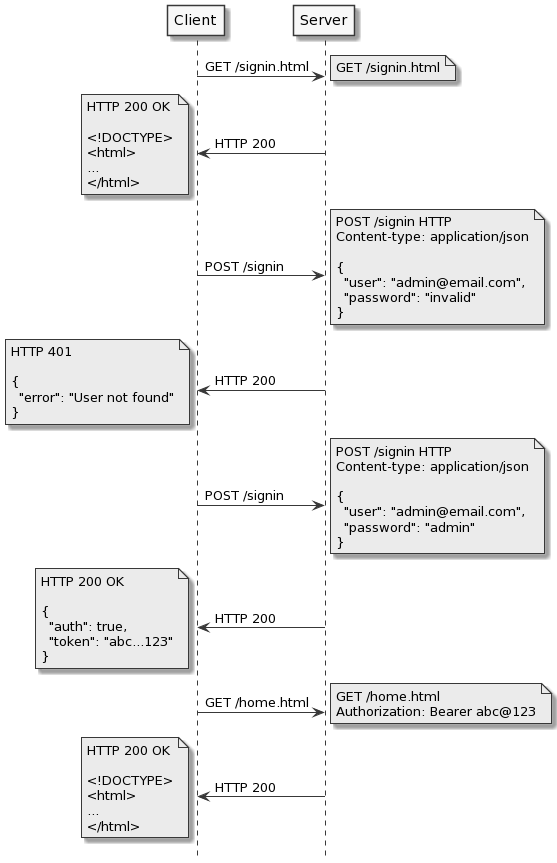 Client
Server
GET /signin.html
GET /signin.html
HTTP 200 OK
<!DOCTYPE>
<html>
...
</html>
HTTP 200
POST /signin
POST /signin HTTP
Content-type: application/json
{
"user": "admin@email.com",
"password": "invalid"
}
HTTP 401
{
"error": "User not found"
}
HTTP 200
POST /signin
POST /signin HTTP
Content-type: application/json
{
"user": "admin@email.com",
"password": "admin"
}
HTTP 200 OK
{
"auth": true,
"token": "abc...123"
}
HTTP 200
GET /home.html
GET /home.html
Authorization: Bearer abc@123
HTTP 200 OK
<!DOCTYPE>
<html>
...
</html>
HTTP 200